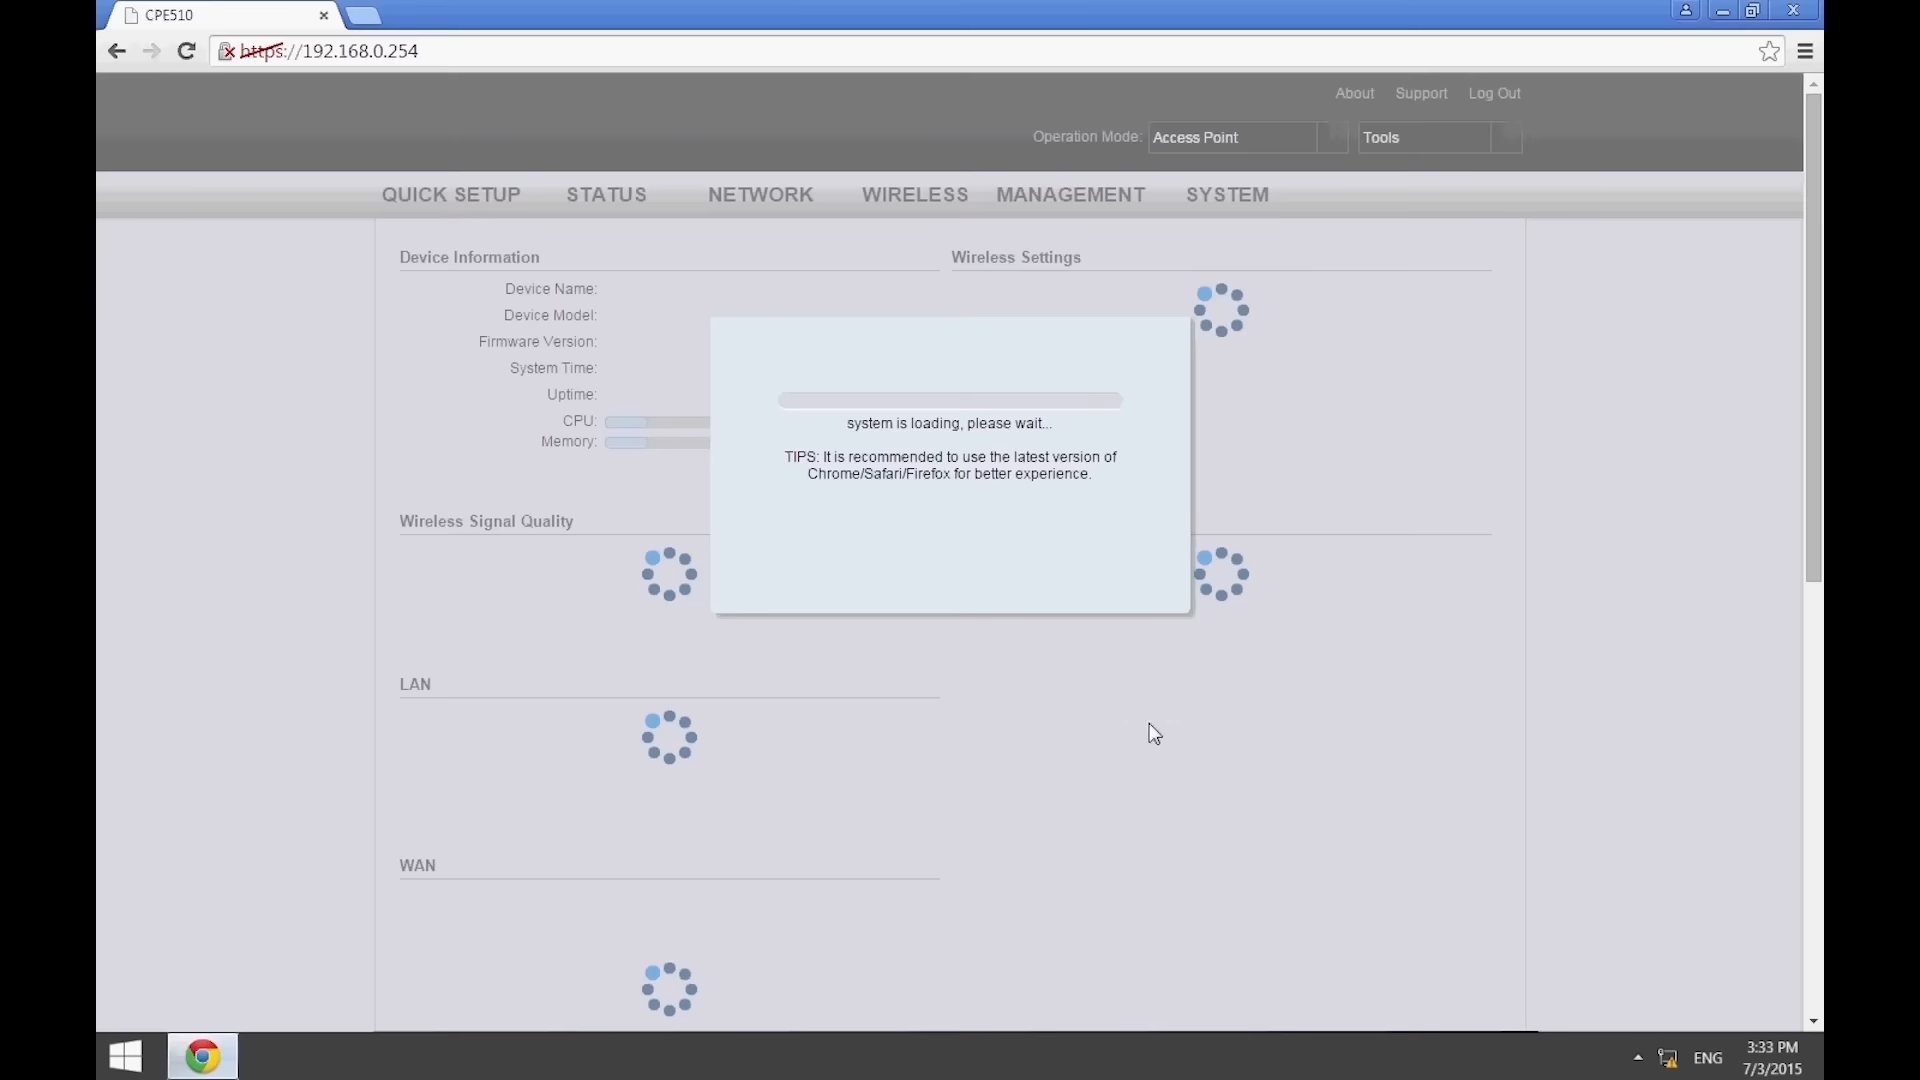 CPE510
https://192.168.0.254
About Support Log Out
Operation Mode: Access Point Tools
QUICK SETUP STATUS NETWORK WIRELESS MANAGEMENT SYSTEM
Device Information
Wireless Settings
Device Name:
Device Model:
Firmware Version:
System Time:
Uptime:
CPU:
Memory:
system is loading, please wait...
TIPS: It is recommended to use the latest version of
Chrome/Safari/Firefox for better experience.
Wireless Signal Quality
LAN
WAN
ENG
3:33 PM
7/3/2015